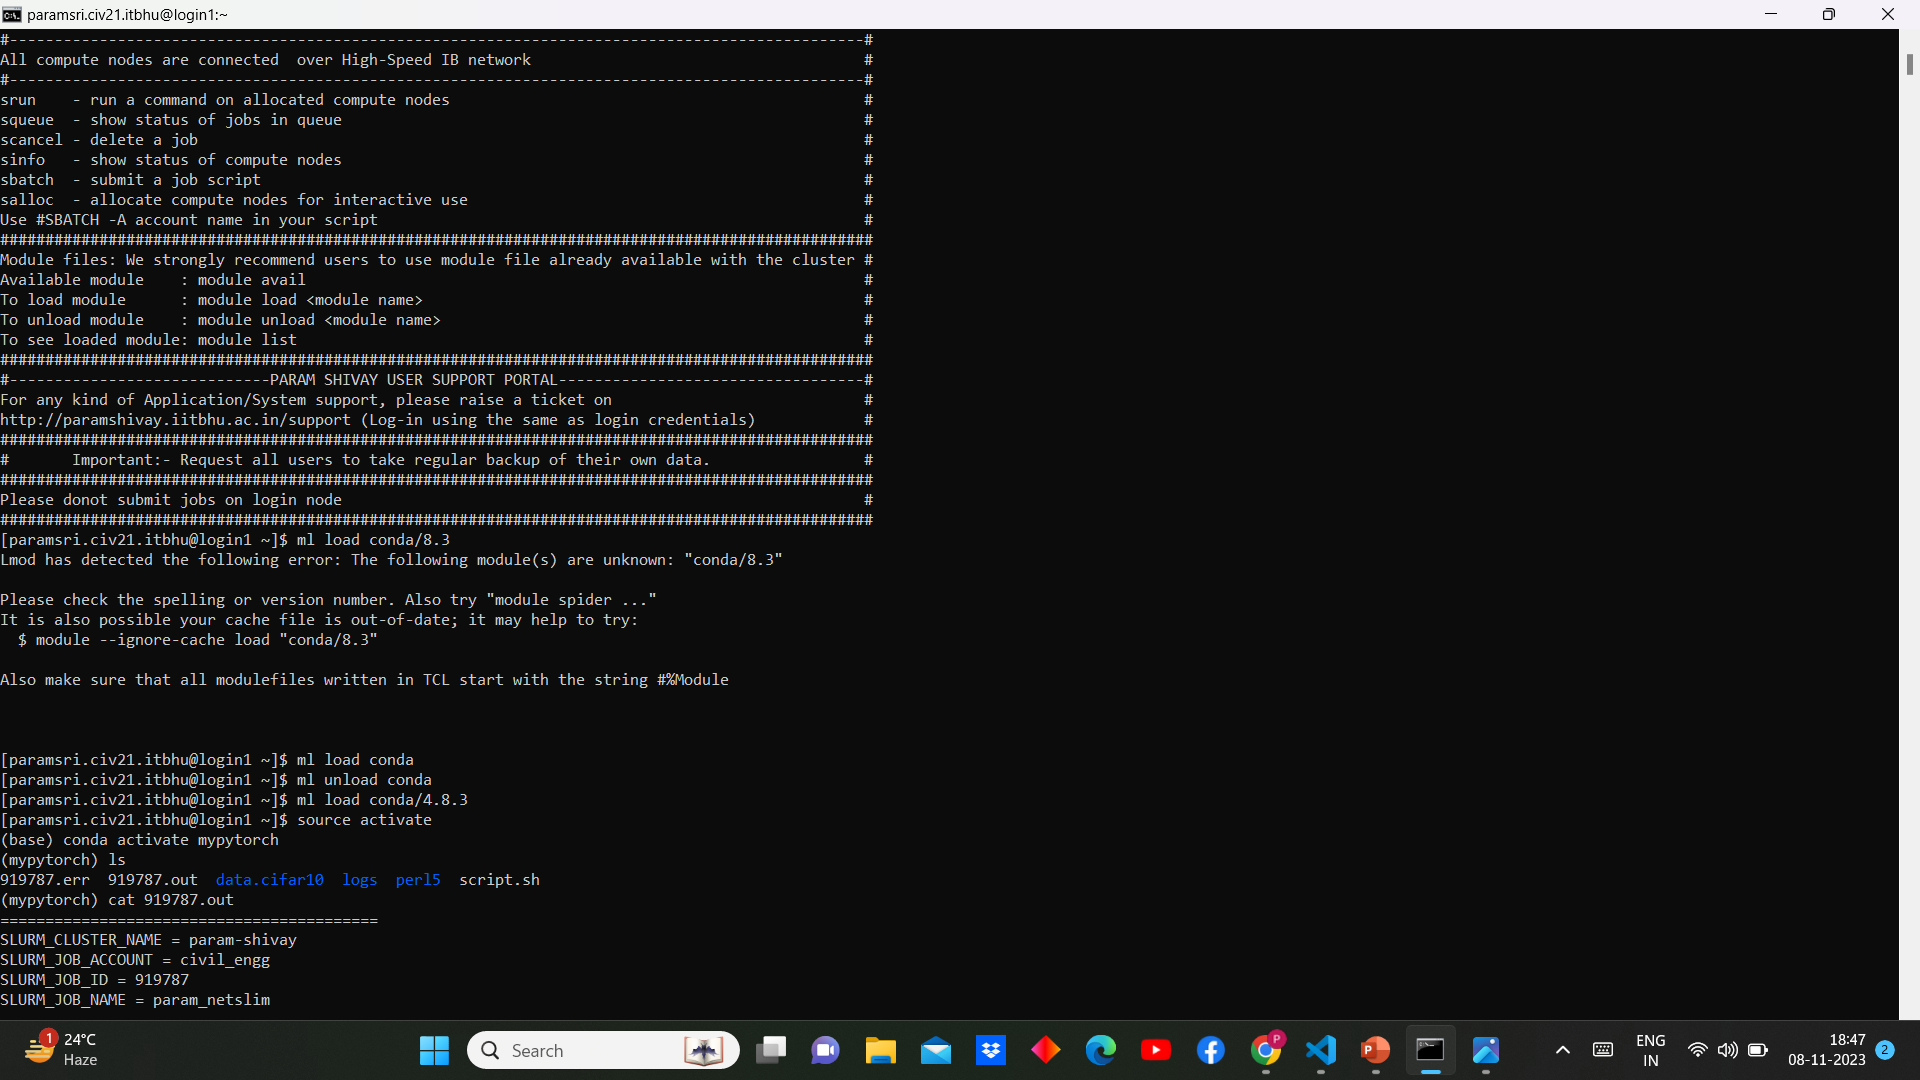 paramsri.civ21.itbhu@login1:~
#-----------------------------------------------------------------------------------------------#
All compute nodes are connected  over High-Speed IB network                                     #
#-----------------------------------------------------------------------------------------------#
srun    - run a command on allocated compute nodes                                              #
squeue  - show status of jobs in queue                                                          #
scancel - delete a job                                                                          #
sinfo   - show status of compute nodes                                                          #
sbatch  - submit a job script                                                                   #
salloc  - allocate compute nodes for interactive use                                            #
Use #SBATCH -A account name in your script                                                      #
#################################################################################################
Module files: We strongly recommend users to use module file already available with the cluster #
Available module    : module avail                                                              #
To load module      : module load <module name>                                                 #
To unload module    : module unload <module name>                                               #
To see loaded module: module list                                                               #
#################################################################################################
#-----------------------------PARAM SHIVAY USER SUPPORT PORTAL----------------------------------#
For any kind of Application/System support, please raise a ticket on                            #
http://paramshivay.iitbhu.ac.in/support (Log-in using the same as login credentials)            #
#################################################################################################
#       Important:- Request all users to take regular backup of their own data.                 #
#################################################################################################
Please donot submit jobs on login node                                                          #
#################################################################################################
[paramsri.civ21.itbhu@login1 ~]$ ml load conda/8.3
Lmod has detected the following error: The following module(s) are unknown: "conda/8.3"
Please check the spelling or version number. Also try "module spider ..."
It is also possible your cache file is out-of-date; it may help to try:
  $ module --ignore-cache load "conda/8.3"
Also make sure that all modulefiles written in TCL start with the string #%Module
[paramsri.civ21.itbhu@login1 ~]$ ml load conda
[paramsri.civ21.itbhu@login1 ~]$ ml unload conda
[paramsri.civ21.itbhu@login1 ~]$ ml load conda/4.8.3
[paramsri.civ21.itbhu@login1 ~]$ source activate
(base) conda activate mypytorch
(mypytorch) ls
919787.err  919787.out  data.cifar10  logs  perl5  script.sh
(mypytorch) cat 919787.out
==========================================
SLURM_CLUSTER_NAME = param-shivay
SLURM_JOB_ACCOUNT = civil_engg
SLURM_JOB_ID = 919787
SLURM_JOB_NAME = param_netslim
1
24°C
Haze
Search
P
ENG
IN
18:47
08-11-2023
2